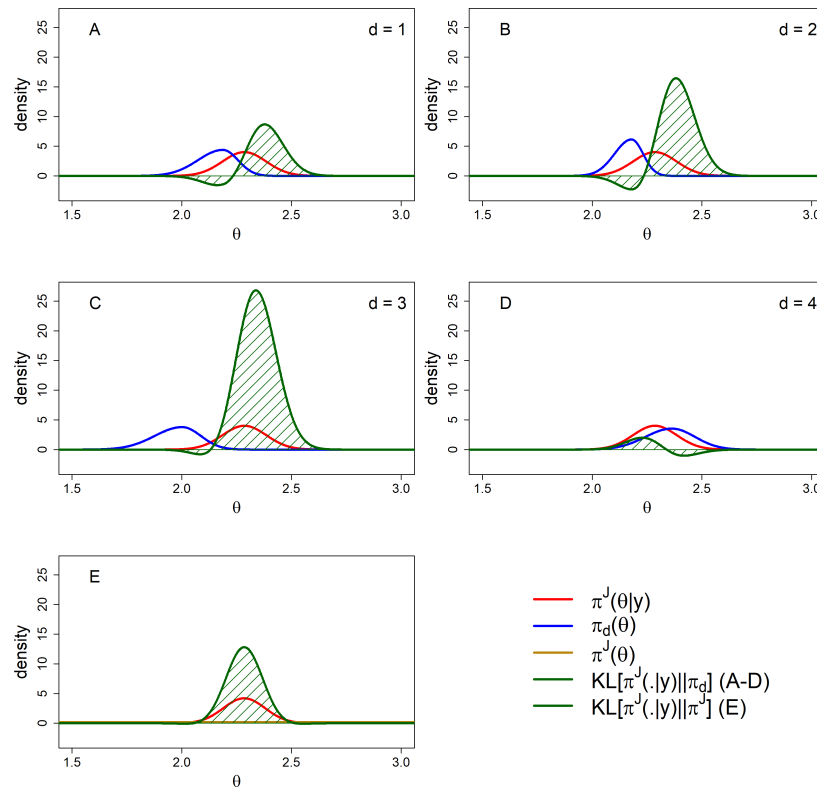 A d = 1
density
0 5 10 15 20 25
1.5 2.0 2.5 3.0
θ
B d = 2
density
0 5 10 15 20 25
1.5 2.0 2.5 3.0
θ
C d = 3
density
0 5 10 15 20 25
1.5 2.0 2.5 3.0
θ
D d = 4
density
0 5 10 15 20 25
1.5 2.0 2.5 3.0
θ
E
density
0 5 10 15 20 25
1.5 2.0 2.5 3.0
θ
π^J(θ|y)
π_d(θ)
π^J(θ)
KL[π^J(.|y)||π_d] (A-D)
KL[π^J(.|y)||π^J] (E)